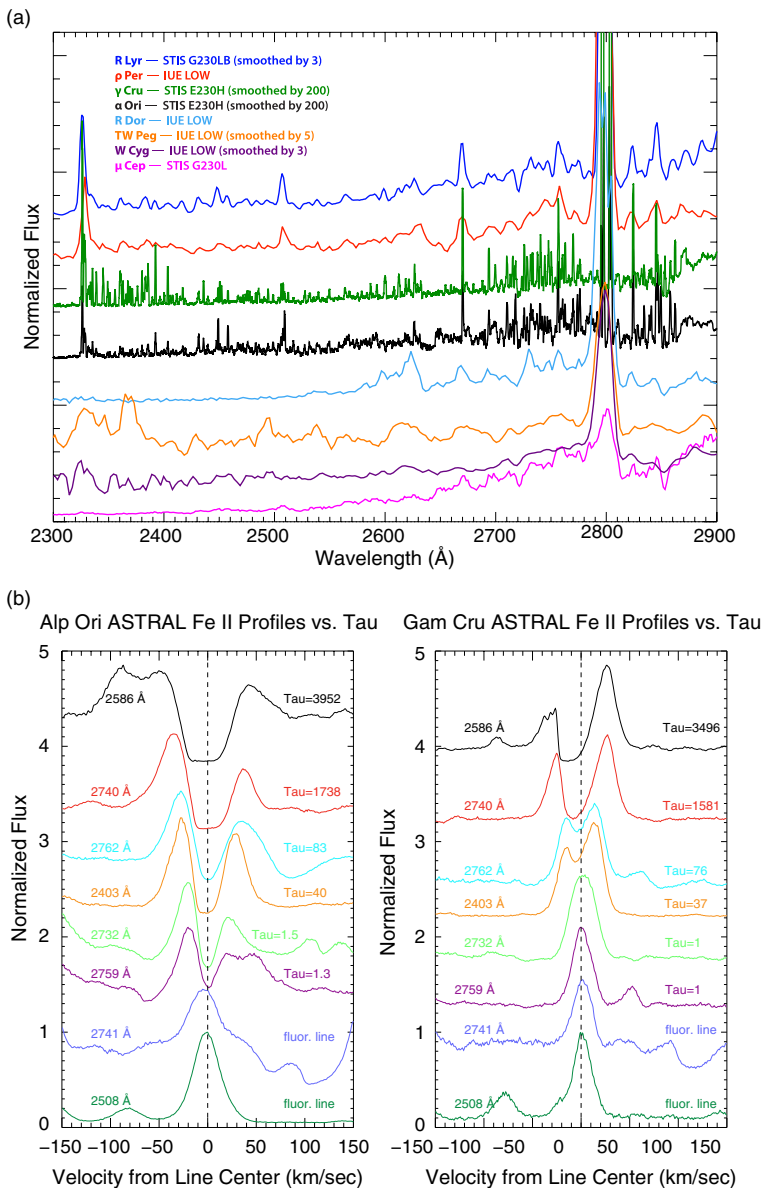 (a)
R Lyr — STIS G230LB (smoothed by 3)
ρ Per — IUE LOW
γ Cru — STIS E230H (smoothed by 200)
α Ori — STIS E230H (smoothed by 200)
R Dor — IUE LOW
TW Peg — IUE LOW (smoothed by 5)
W Cyg — IUE LOW (smoothed by 3)
μ Cep — STIS G230L
Normalized Flux
2300 2400 2500 2600 2700 2800 2900
Wavelength (Å)
(b)
Alp Ori ASTRAL Fe II Profiles vs. Tau
5
4
3
2
1
0
Normalized Flux
2586 Å Tau=3952
2740 Å Tau=1738
2762 Å Tau=83
2403 Å Tau=40
2732 Å Tau=1.5
2759 Å Tau=1.3
2741 Å fluor. line
2508 Å fluor. line
−150 −100 −50 0 50 100 150
Velocity from Line Center (km/sec)
Gam Cru ASTRAL Fe II Profiles vs. Tau
5
4
3
2
1
0
Normalized Flux
2586 Å Tau=3496
2740 Å Tau=1581
2762 Å Tau=76
2403 Å Tau=37
2732 Å Tau=1
2759 Å Tau=1
2741 Å fluor. line
2508 Å fluor. line
−150 −100 −50 0 50 100 150
Velocity from Line Center (km/sec)